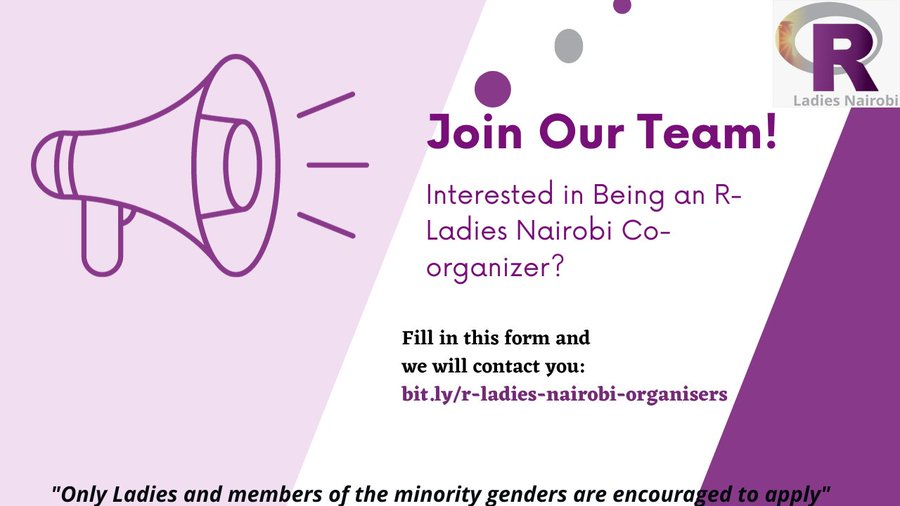 R
Ladies Nairobi
Join Our Team!
Interested in Being an R-
Ladies Nairobi Co-
organizer?
Fill in this form and
we will contact you:
bit.ly/r-ladies-nairobi-organisers
"Only Ladies and members of the minority genders are encouraged to apply"